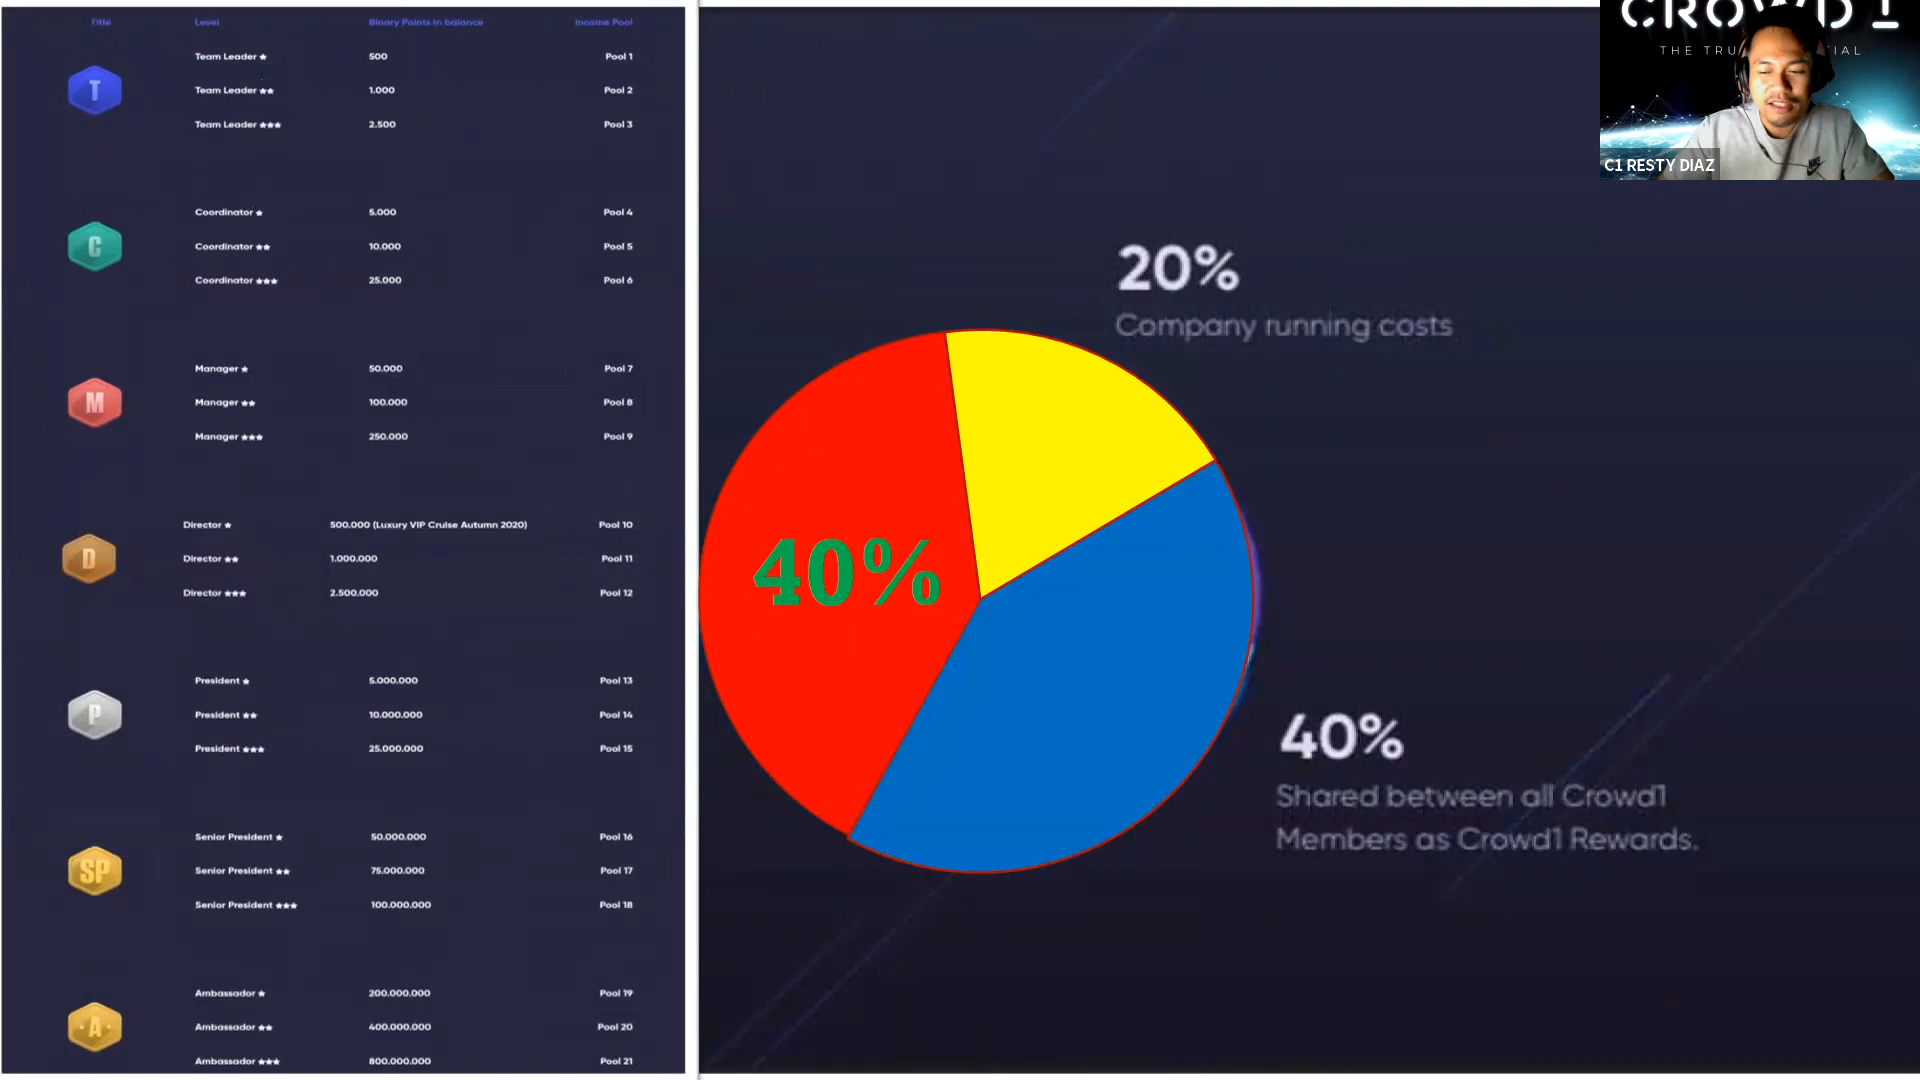 Title Level Binary Points in balance Income Pool
T
Team Leader ★ 500 Pool 1
Team Leader ★★ 1.000 Pool 2
Team Leader ★★★ 2.500 Pool 3
C
Coordinator ★ 5.000 Pool 4
Coordinator ★★ 10.000 Pool 5
Coordinator ★★★ 25.000 Pool 6
M
Manager ★ 50.000 Pool 7
Manager ★★ 100.000 Pool 8
Manager ★★★ 250.000 Pool 9
D
Director ★ 500.000 (Luxury VIP Cruise Autumn 2020) Pool 10
Director ★★ 1.000.000 Pool 11
Director ★★★ 2.500.000 Pool 12
P
President ★ 5.000.000 Pool 13
President ★★ 10.000.000 Pool 14
President ★★★ 25.000.000 Pool 15
SP
Senior President ★ 50.000.000 Pool 16
Senior President ★★ 75.000.000 Pool 17
Senior President ★★★ 100.000.000 Pool 18
A
Ambassador ★ 200.000.000 Pool 19
Ambassador ★★ 400.000.000 Pool 20
Ambassador ★★★ 800.000.000 Pool 21
20%
Company running costs
40%
40%
Shared between all Crowd1
Members as Crowd1 Rewards.
CROWD1
THE
C1 RESTY DIAZ